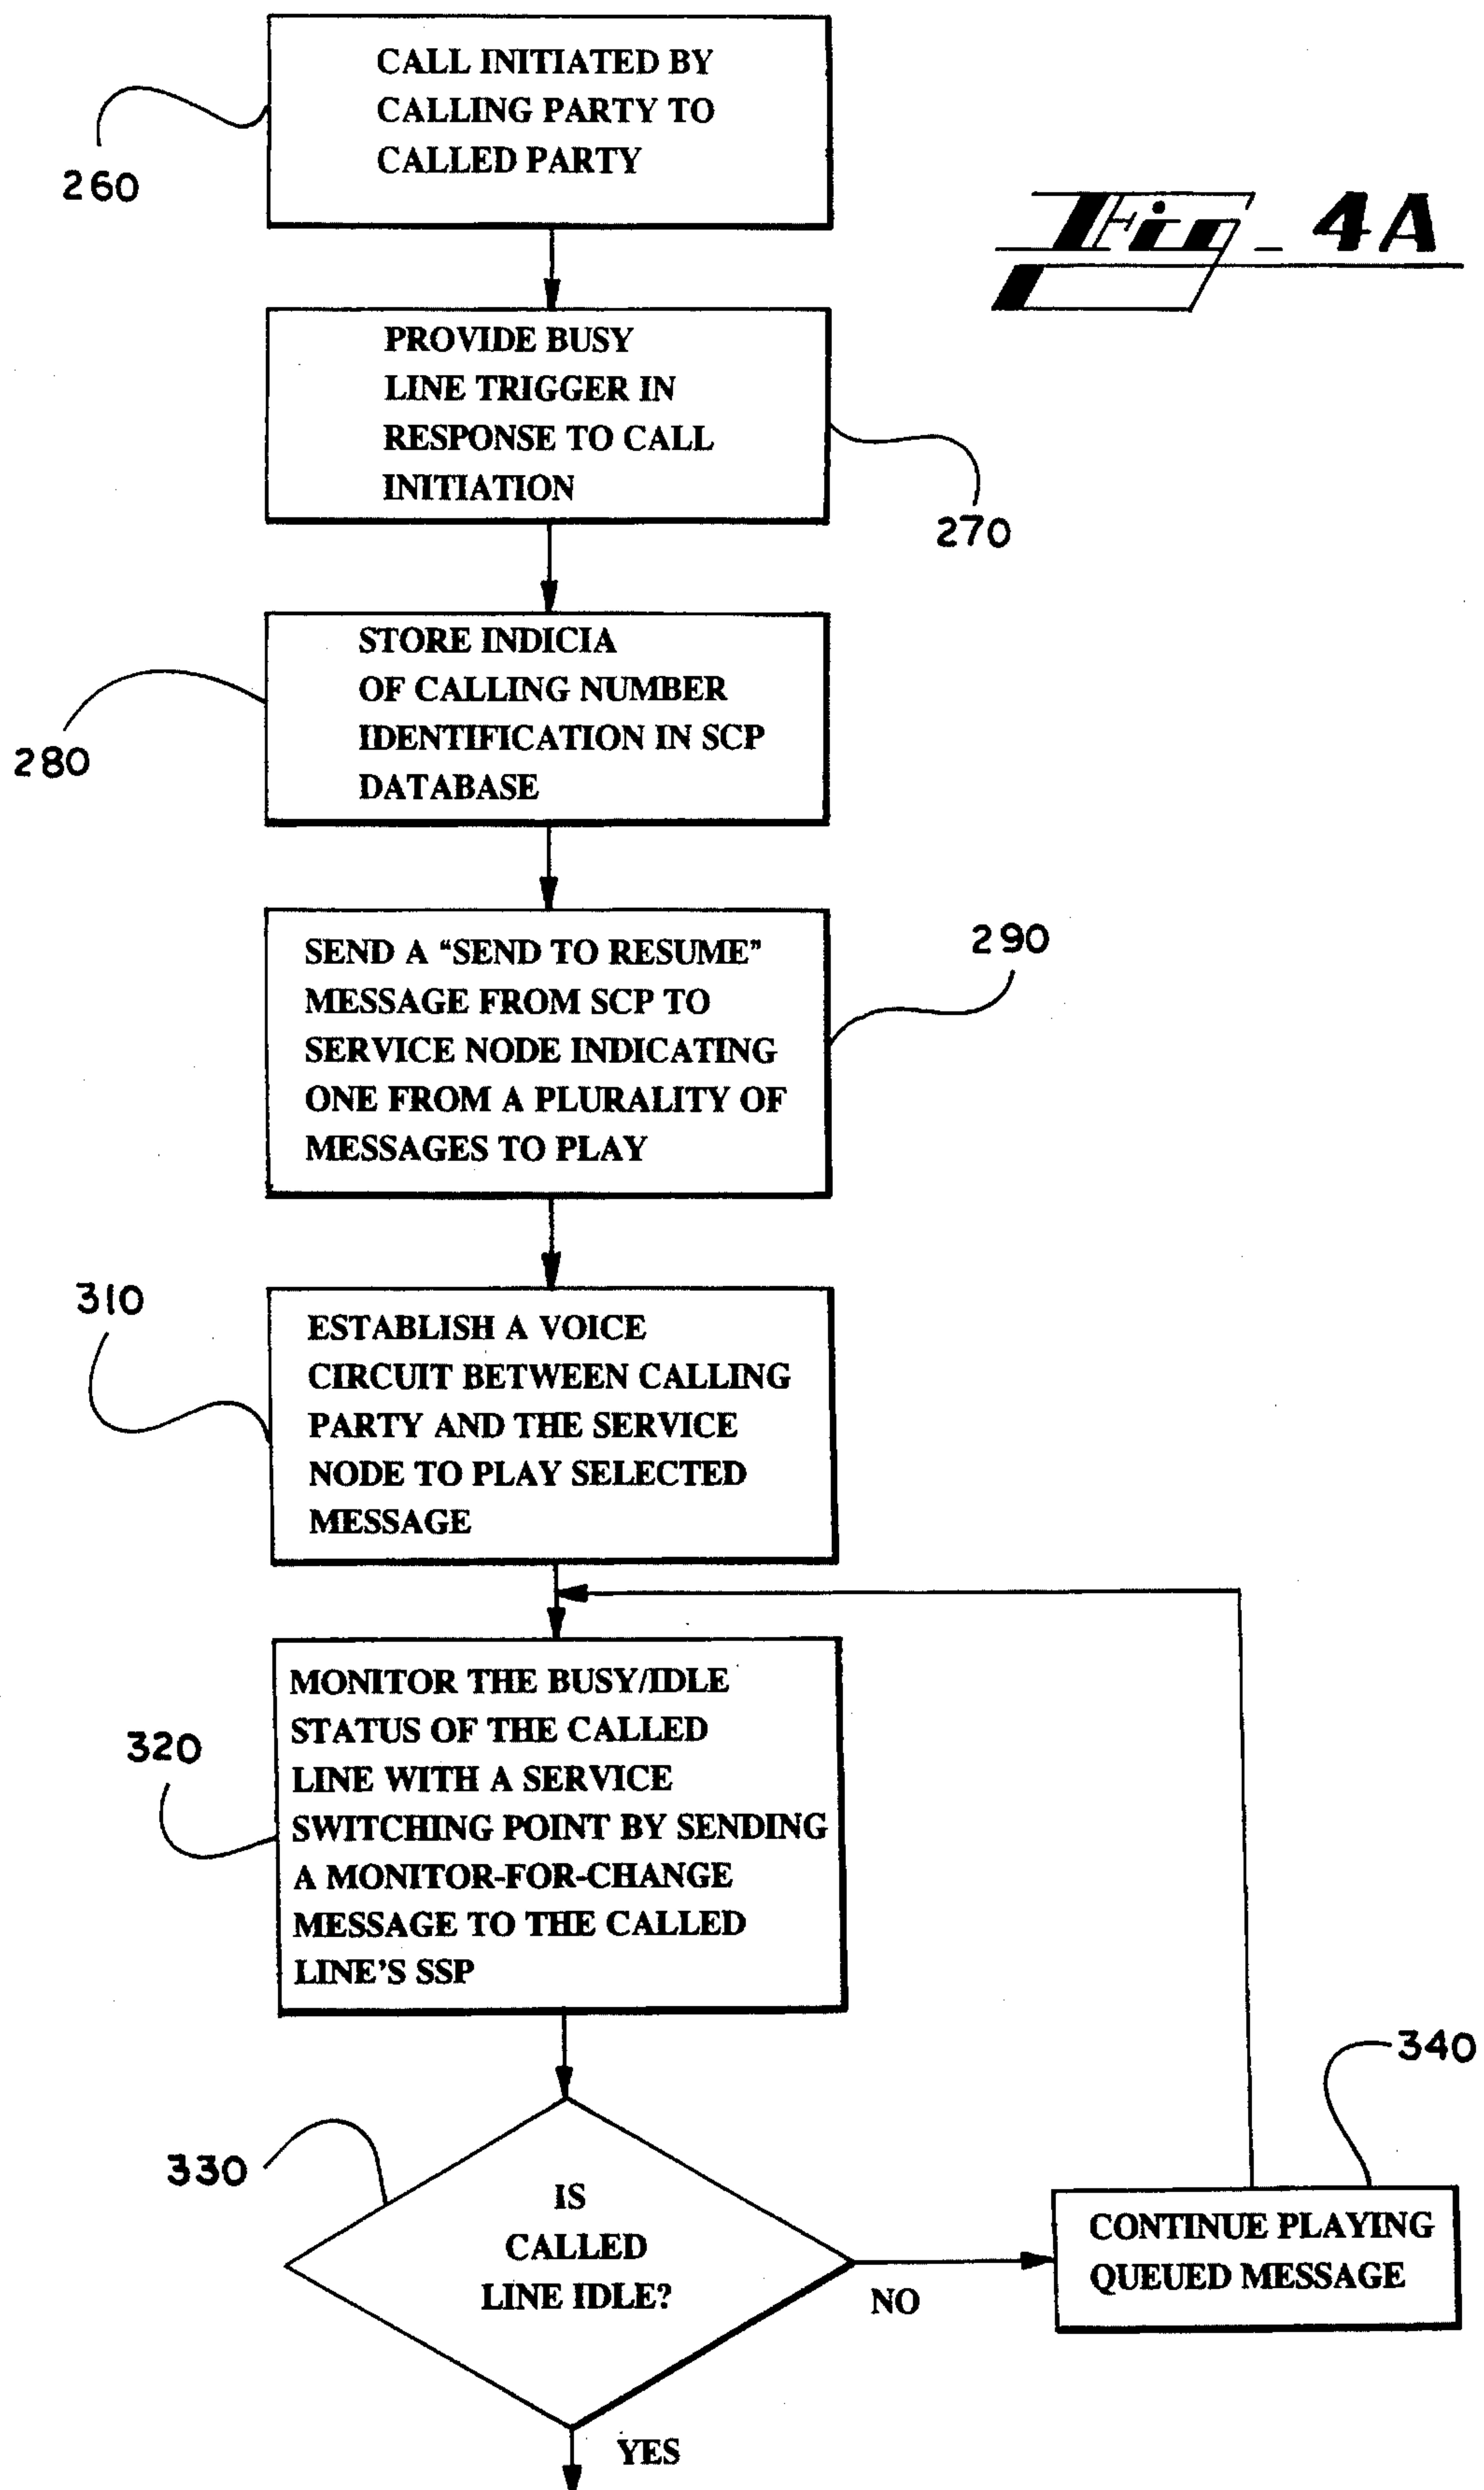 CALL INITIATED BY
CALLING PARTY TO
CALLED PARTY
260
Fig_ 4A
PROVIDE BUSY
LINE TRIGGER IN
RESPONSE TO CALL
INITIATION
270
STORE INDICIA
OF CALLING NUMBER
IDENTIFICATION IN SCP
DATABASE
280
SEND A “SEND TO RESUME”
MESSAGE FROM SCP TO
SERVICE NODE INDICATING
ONE FROM A PLURALITY OF
MESSAGES TO PLAY
290
310
ESTABLISH A VOICE
CIRCUIT BETWEEN CALLING
PARTY AND THE SERVICE
NODE TO PLAY SELECTED
MESSAGE
MONITOR THE BUSY/IDLE
STATUS OF THE CALLED
LINE WITH A SERVICE
SWITCHING POINT BY SENDING
A MONITOR-FOR-CHANGE
MESSAGE TO THE CALLED
LINE'S SSP
320
330
IS
CALLED
LINE IDLE?
NO
340
CONTINUE PLAYING
QUEUED MESSAGE
YES